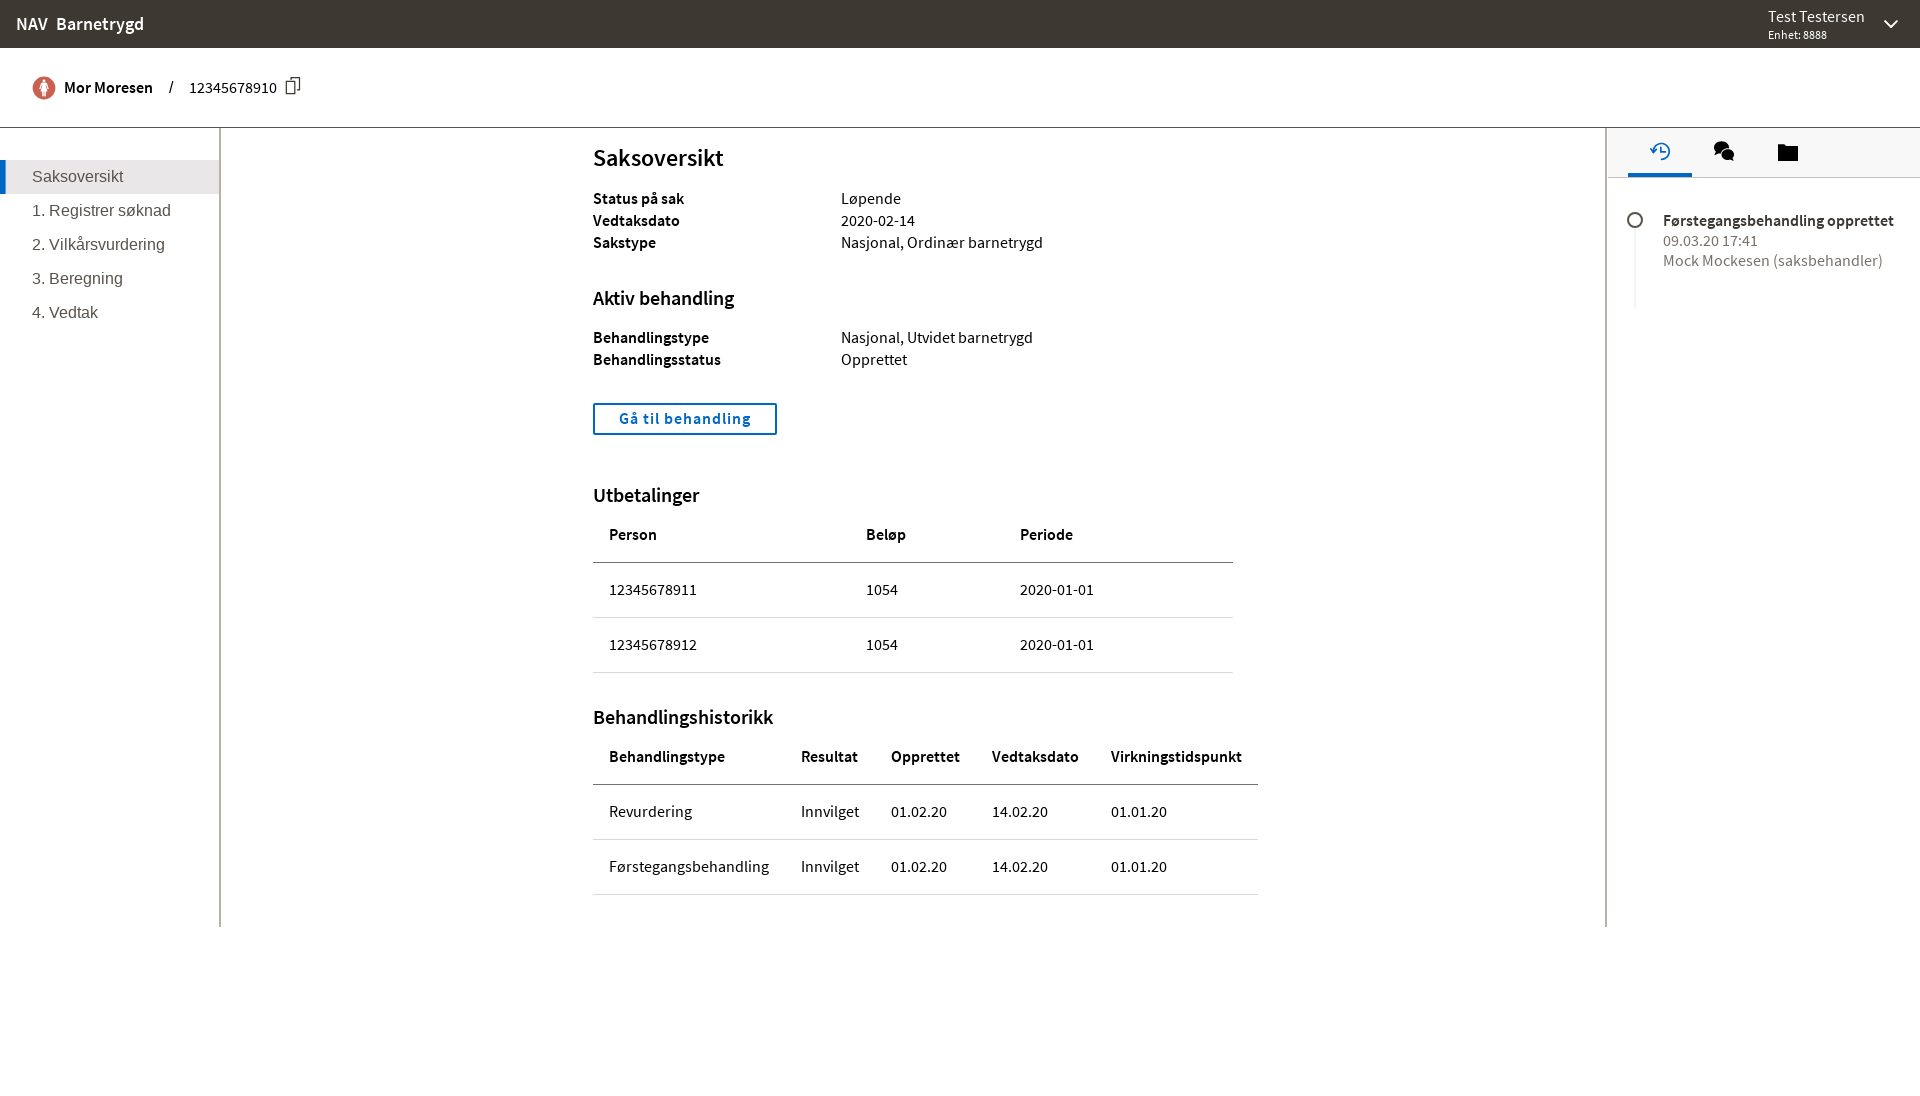 NAV Barnetrygd
Test Testersen
Enhet: 8888
Mor Moresen / 12345678910
Saksoversikt
1. Registrer søknad
2. Vilkårsvurdering
3. Beregning
4. Vedtak
Saksoversikt
Status på sak Løpende
Vedtaksdato 2020-02-14
Sakstype Nasjonal, Ordinær barnetrygd
Aktiv behandling
Behandlingstype Nasjonal, Utvidet barnetrygd
Behandlingsstatus Opprettet
Gå til behandling
Utbetalinger
Person Beløp Periode
12345678911 1054 2020-01-01
12345678912 1054 2020-01-01
Behandlingshistorikk
Behandlingstype Resultat Opprettet Vedtaksdato Virkningstidspunkt
Revurdering Innvilget 01.02.20 14.02.20 01.01.20
Førstegangsbehandling Innvilget 01.02.20 14.02.20 01.01.20
Førstegangsbehandling opprettet
09.03.20 17:41
Mock Mockesen (saksbehandler)